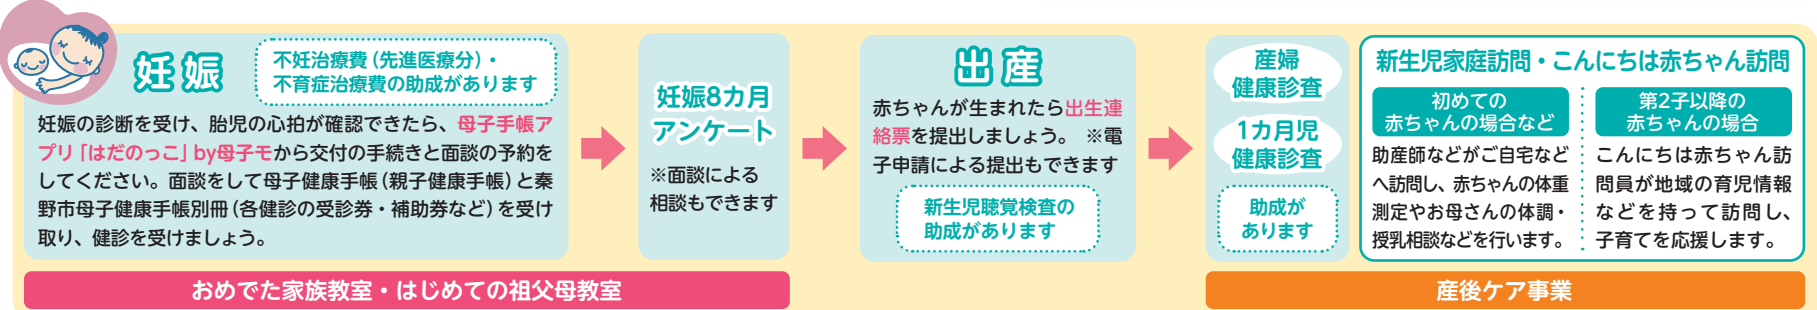 妊娠
不妊治療費（先進医療分）・
不育症治療費の助成があります
妊娠の診断を受け、胎児の心拍が確認できたら、母子手帳ア
プリ「はだのっこ」by母子モから交付の手続きと面談の予約を
してください。面談をして母子健康手帳（親子健康手帳）と秦
野市母子健康手帳別冊（各健診の受診券・補助券など）を受け
取り、健診を受けましょう。
妊娠8カ月
アンケート
※面談による
相談もできます
おめでた家族教室・はじめての祖父母教室
出産
赤ちゃんが生まれたら出生連
絡票を提出しましょう。 ※電
子申請による提出もできます
新生児聴覚検査の
助成があります
産婦
健康診査
1カ月児
健康診査
助成が
あります
新生児家庭訪問・こんにちは赤ちゃん訪問
初めての
赤ちゃんの場合など
助産師などがご自宅など
へ訪問し、赤ちゃんの体重
測定やお母さんの体調・
授乳相談などを行います。
第2子以降の
赤ちゃんの場合
こんにちは赤ちゃん訪
問員が地域の育児情報
などを持って訪問し、
子育てを応援します。
産後ケア事業